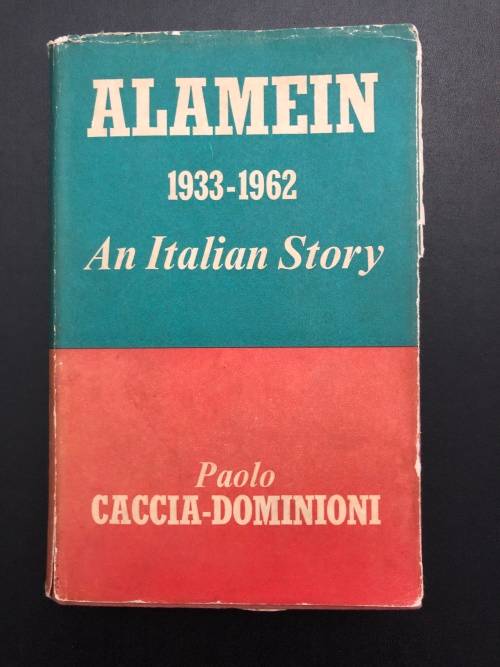 ALAMEIN
1933-1962
An Italian Story
Paolo
CACCIA-DOMINIONI